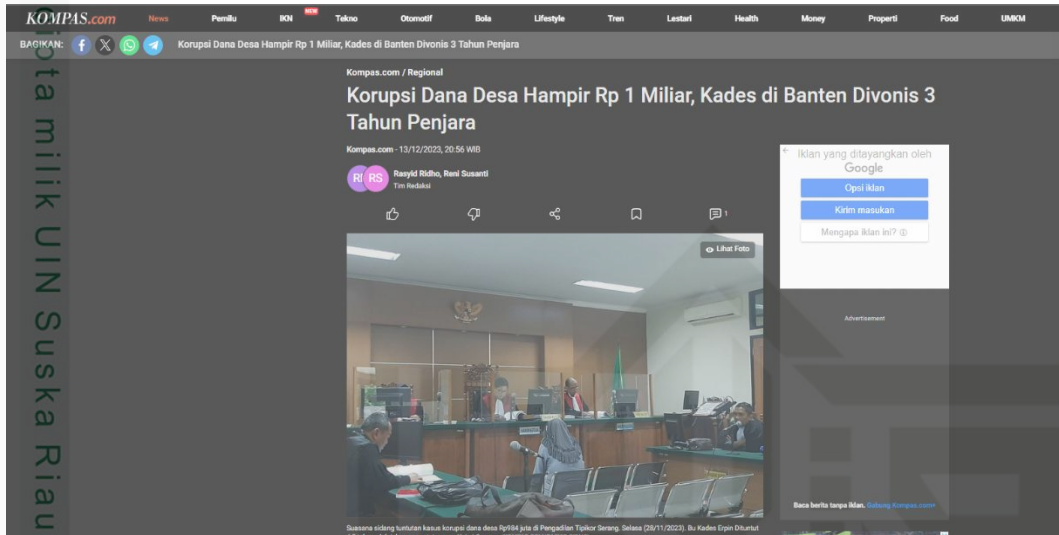 KOMPAS.com News Pemilu IKN NEW Tekno Otomotif Bola Lifestyle Tren Lestari Health Money Properti Food UMKM
BAGIKAN: Korupsi Dana Desa Hampir Rp 1 Miliar, Kades di Banten Divonis 3 Tahun Penjara
Kompas.com / Regional
Korupsi Dana Desa Hampir Rp 1 Miliar, Kades di Banten Divonis 3
Tahun Penjara
Kompas.com - 13/12/2023, 20:56 WIB
RI RS
Rasyid Ridho, Reni Susanti
Tim Redaksi
1
Lihat Foto
Iklan yang ditayangkan oleh
Google
Opsi iklan
Kirim masukan
Mengapa iklan ini?
Advertisement
Baca berita tanpa iklan. Gabung Kompas.com+
Suasana sidang tuntutan kasus korupsi dana desa Rp984 juta di Pengadilan Tipikor Serang. Selasa (28/11/2023). Bu Kades Erpin Dituntut
milik UIN Suska Riau